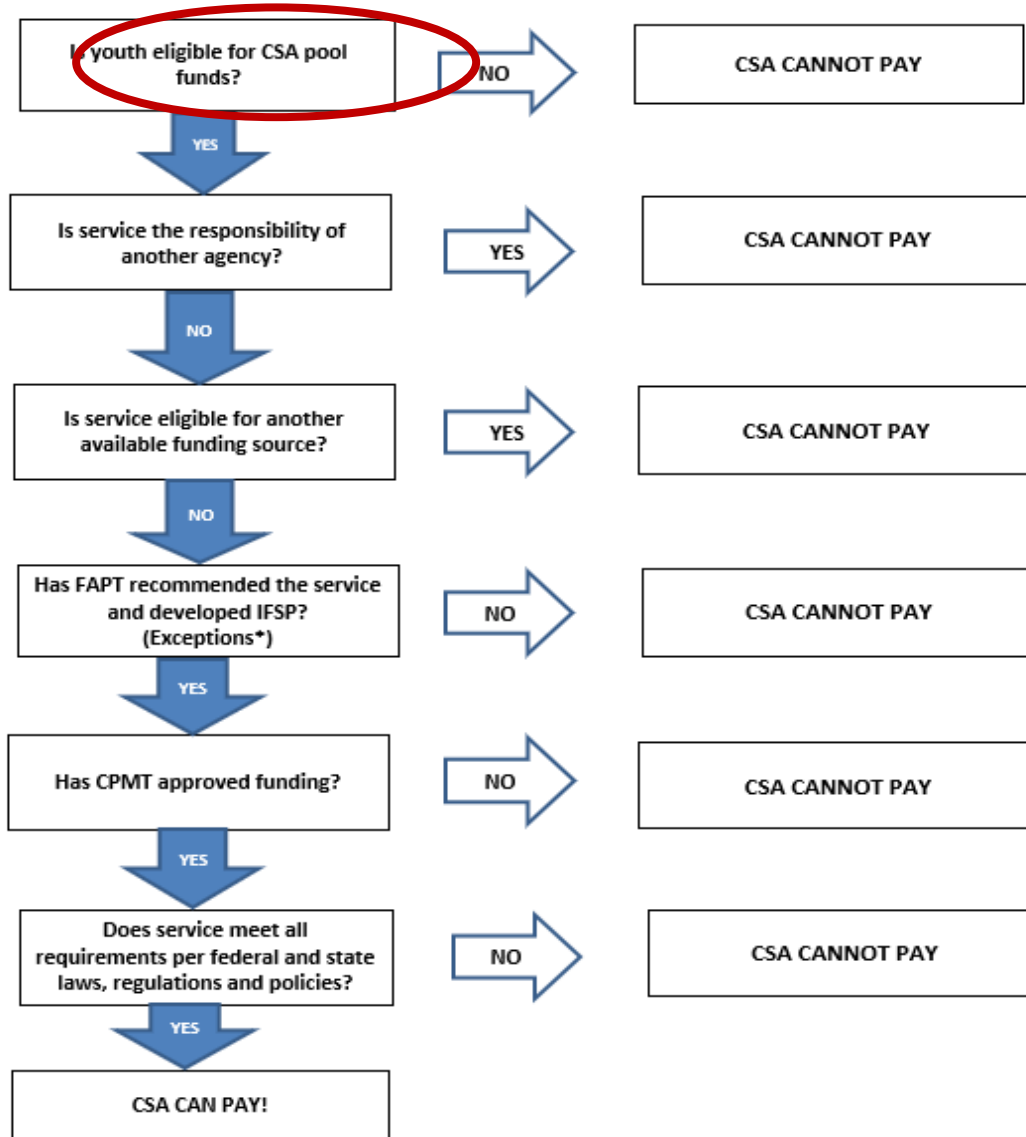 Is youth eligible for CSA pool
funds?
NO
CSA CANNOT PAY
YES
Is service the responsibility of
another agency?
YES
CSA CANNOT PAY
NO
Is service eligible for another
available funding source?
YES
CSA CANNOT PAY
NO
Has FAPT recommended the service
and developed IFSP?
(Exceptions*)
NO
CSA CANNOT PAY
YES
Has CPMT approved funding?
NO
CSA CANNOT PAY
YES
Does service meet all
requirements per federal and state
laws, regulations and policies?
NO
CSA CANNOT PAY
YES
CSA CAN PAY!